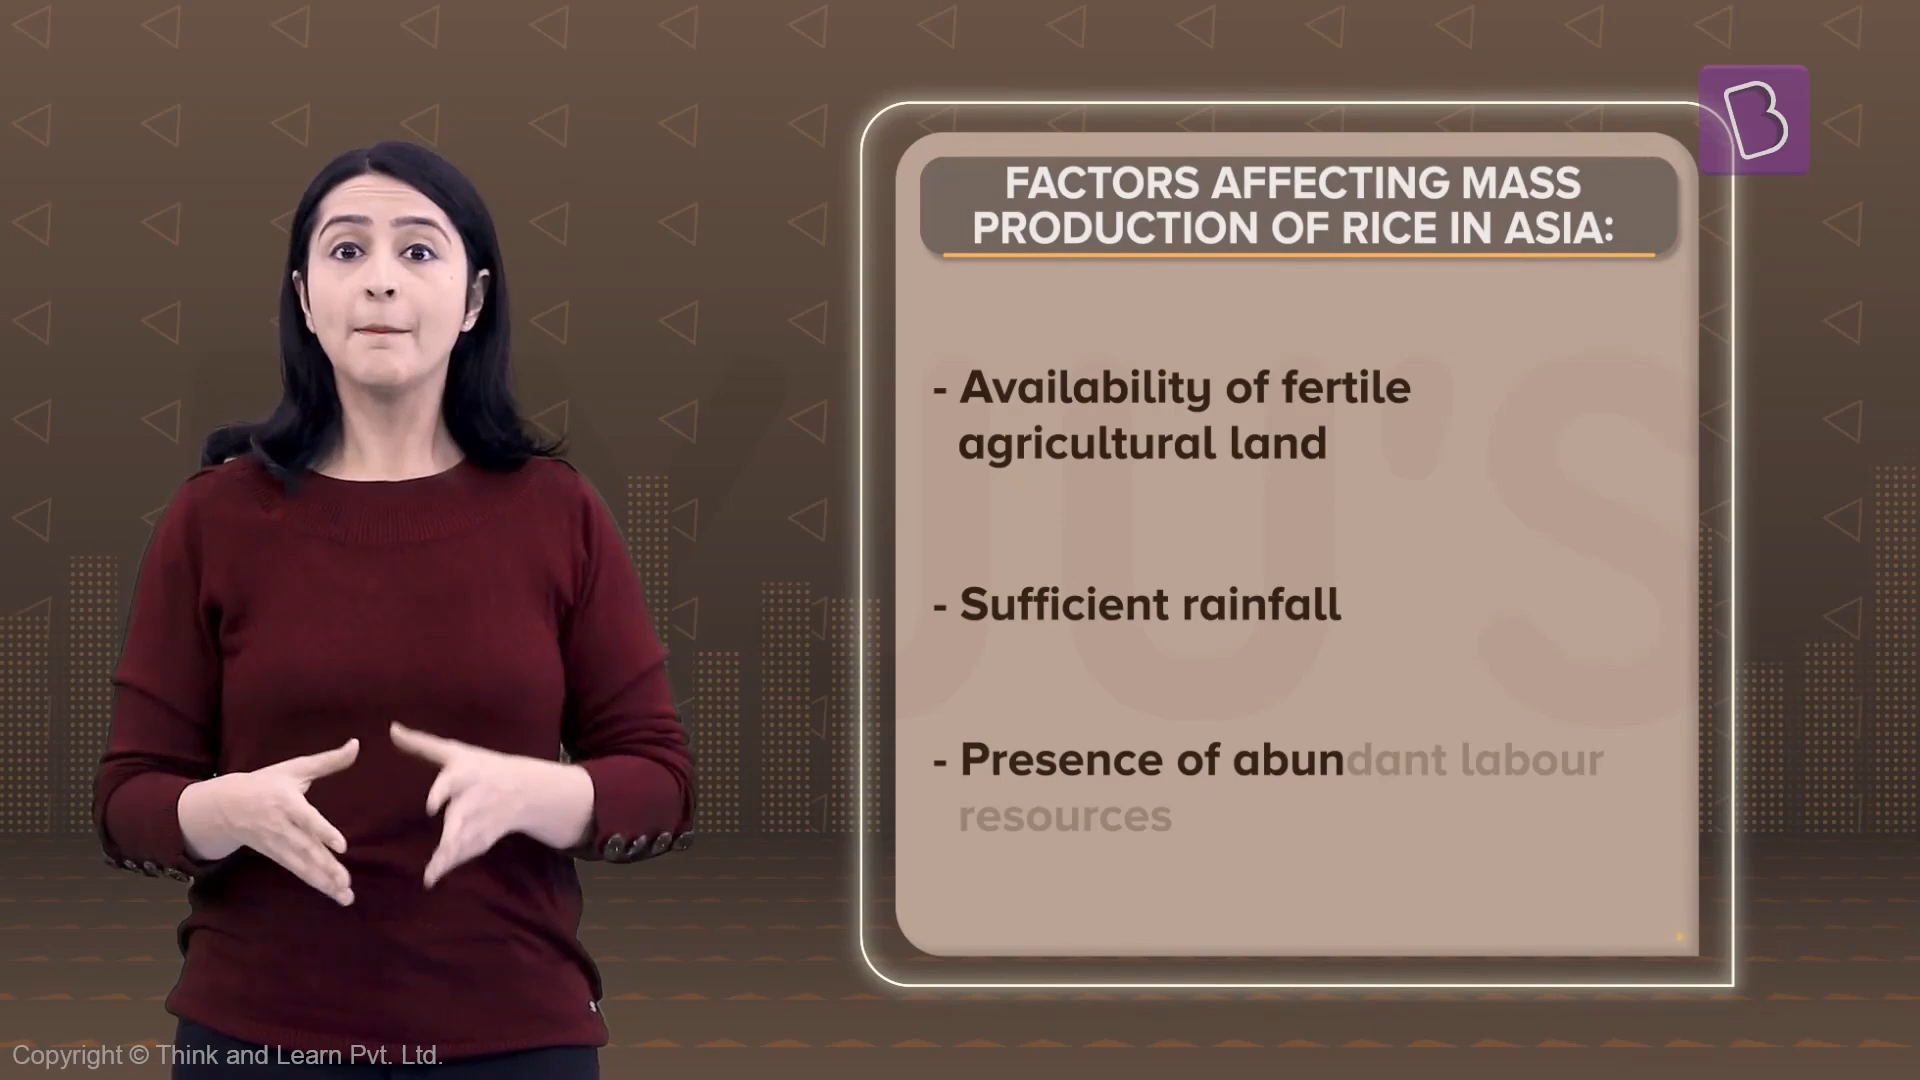 FACTORS AFFECTING MASS
PRODUCTION OF RICE IN ASIA:
- Availability of fertile
agricultural land
- Sufficient rainfall
- Presence of abundant labour
resources
Copyright © Think and Learn Pvt. Ltd.